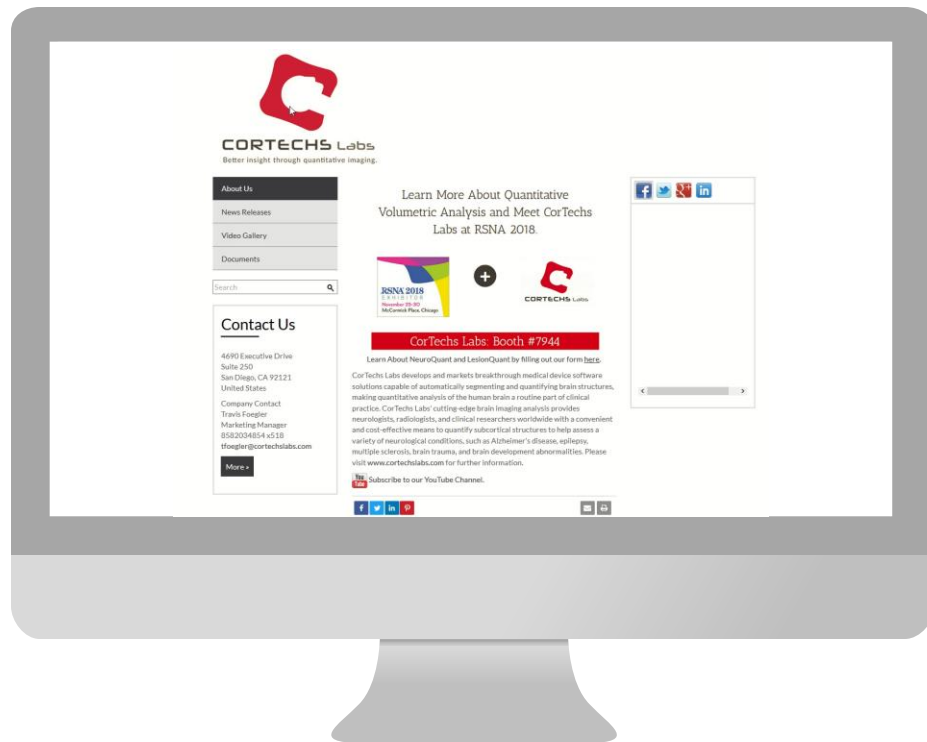 CORTECHS Labs
Better insight through quantitative imaging.
About Us
News Releases
Video Gallery
Documents
Search
Contact Us
4690 Executive Drive
Suite 250
San Diego, CA 92121
United States
Company Contact
Travis Foegler
Marketing Manager
8582034854 x518
tfoegler@cortechslabs.com
More »
Learn More About Quantitative
Volumetric Analysis and Meet CorTechs
Labs at RSNA 2018.
RSNA 2018
EXHIBITOR
November 25-30
McCormick Place, Chicago
+
CORTECHS Labs
CorTechs Labs: Booth #7944
Learn About NeuroQuant and LesionQuant by filling out our form here.
CorTechs Labs develops and markets breakthrough medical device software
solutions capable of automatically segmenting and quantifying brain structures,
making quantitative analysis of the human brain a routine part of clinical
practice. CorTechs Labs' cutting-edge brain imaging analysis provides
neurologists, radiologists, and clinical researchers worldwide with a convenient
and cost-effective means to quantify subcortical structures to help assess a
variety of neurological conditions, such as Alzheimer's disease, epilepsy,
multiple sclerosis, brain trauma, and brain development abnormalities. Please
visit www.cortechslabs.com for further information.
You Tube Subscribe to our YouTube Channel.